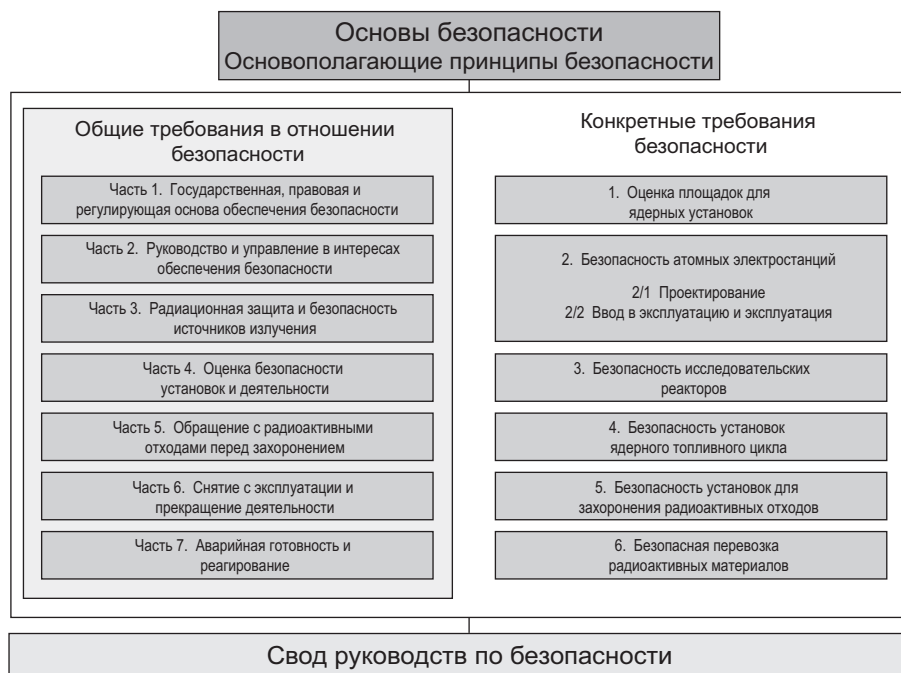 Основы безопасности
Основополагающие принципы безопасности
Общие требования в отношении
безопасности
Часть 1. Государственная, правовая и
регулирующая основа обеспечения безопасности
Часть 2. Руководство и управление в интересах
обеспечения безопасности
Часть 3. Радиационная защита и безопасность
источников излучения
Часть 4. Оценка безопасности
установок и деятельности
Часть 5. Обращение с радиоактивными
отходами перед захоронением
Часть 6. Снятие с эксплуатации и
прекращение деятельности
Часть 7. Аварийная готовность и
реагирование
Конкретные требования
безопасности
1. Оценка площадок для
ядерных установок
2. Безопасность атомных электростанций
2/1 Проектирование
2/2 Ввод в эксплуатацию и эксплуатация
3. Безопасность исследовательских
реакторов
4. Безопасность установок
ядерного топливного цикла
5. Безопасность установок для
захоронения радиоактивных отходов
6. Безопасная перевозка
радиоактивных материалов
Свод руководств по безопасности